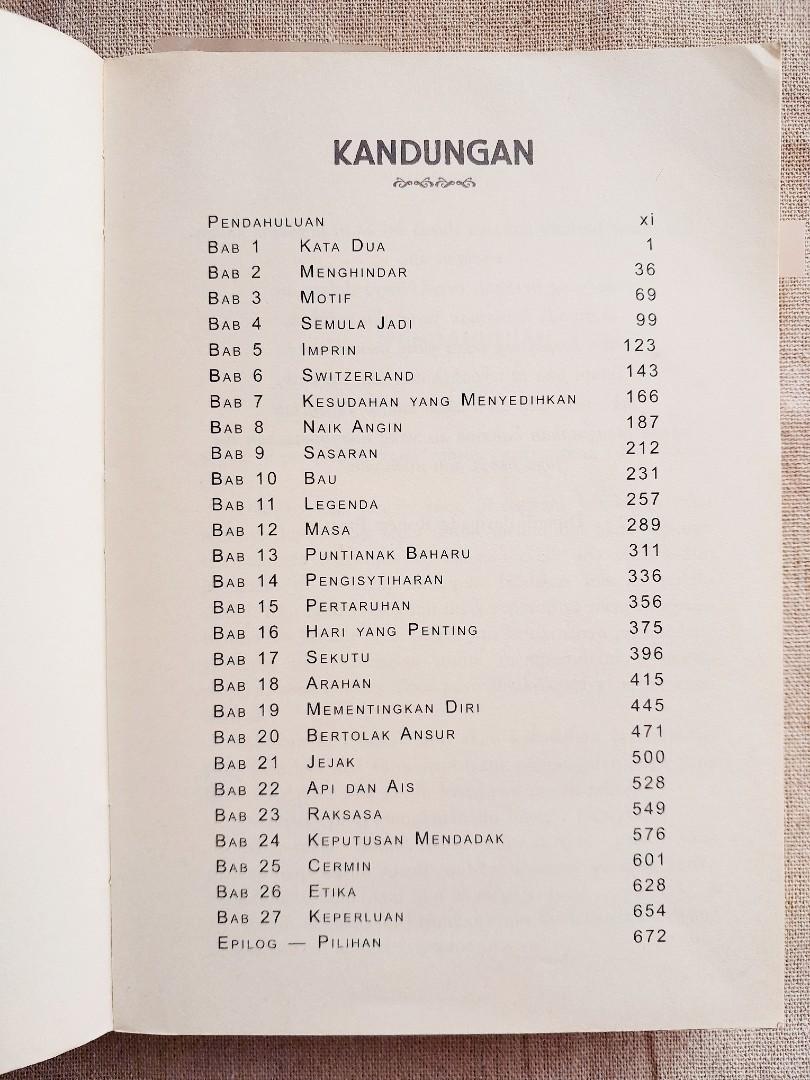 KANDUNGAN
PENDAHULUAN xi
BAB 1 KATA DUA 1
BAB 2 MENGHINDAR 36
BAB 3 MOTIF 69
BAB 4 SEMULA JADI 99
BAB 5 IMPRIN 123
BAB 6 SWITZERLAND 143
BAB 7 KESUDAHAN YANG MENYEDIHKAN 166
BAB 8 NAIK ANGIN 187
BAB 9 SASARAN 212
BAB 10 BAU 231
BAB 11 LEGENDA 257
BAB 12 MASA 289
BAB 13 PUNTIANAK BAHARU 311
BAB 14 PENGISYTIHARAN 336
BAB 15 PERTARUHAN 356
BAB 16 HARI YANG PENTING 375
BAB 17 SEKUTU 396
BAB 18 ARAHAN 415
BAB 19 MEMENTINGKAN DIRI 445
BAB 20 BERTOLAK ANSUR 471
BAB 21 JEJAK 500
BAB 22 API DAN AIS 528
BAB 23 RAKSASA 549
BAB 24 KEPUTUSAN MENDADAK 576
BAB 25 CERMIN 601
BAB 26 ETIKA 628
BAB 27 KEPERLUAN 654
EPILOG — PILIHAN 672